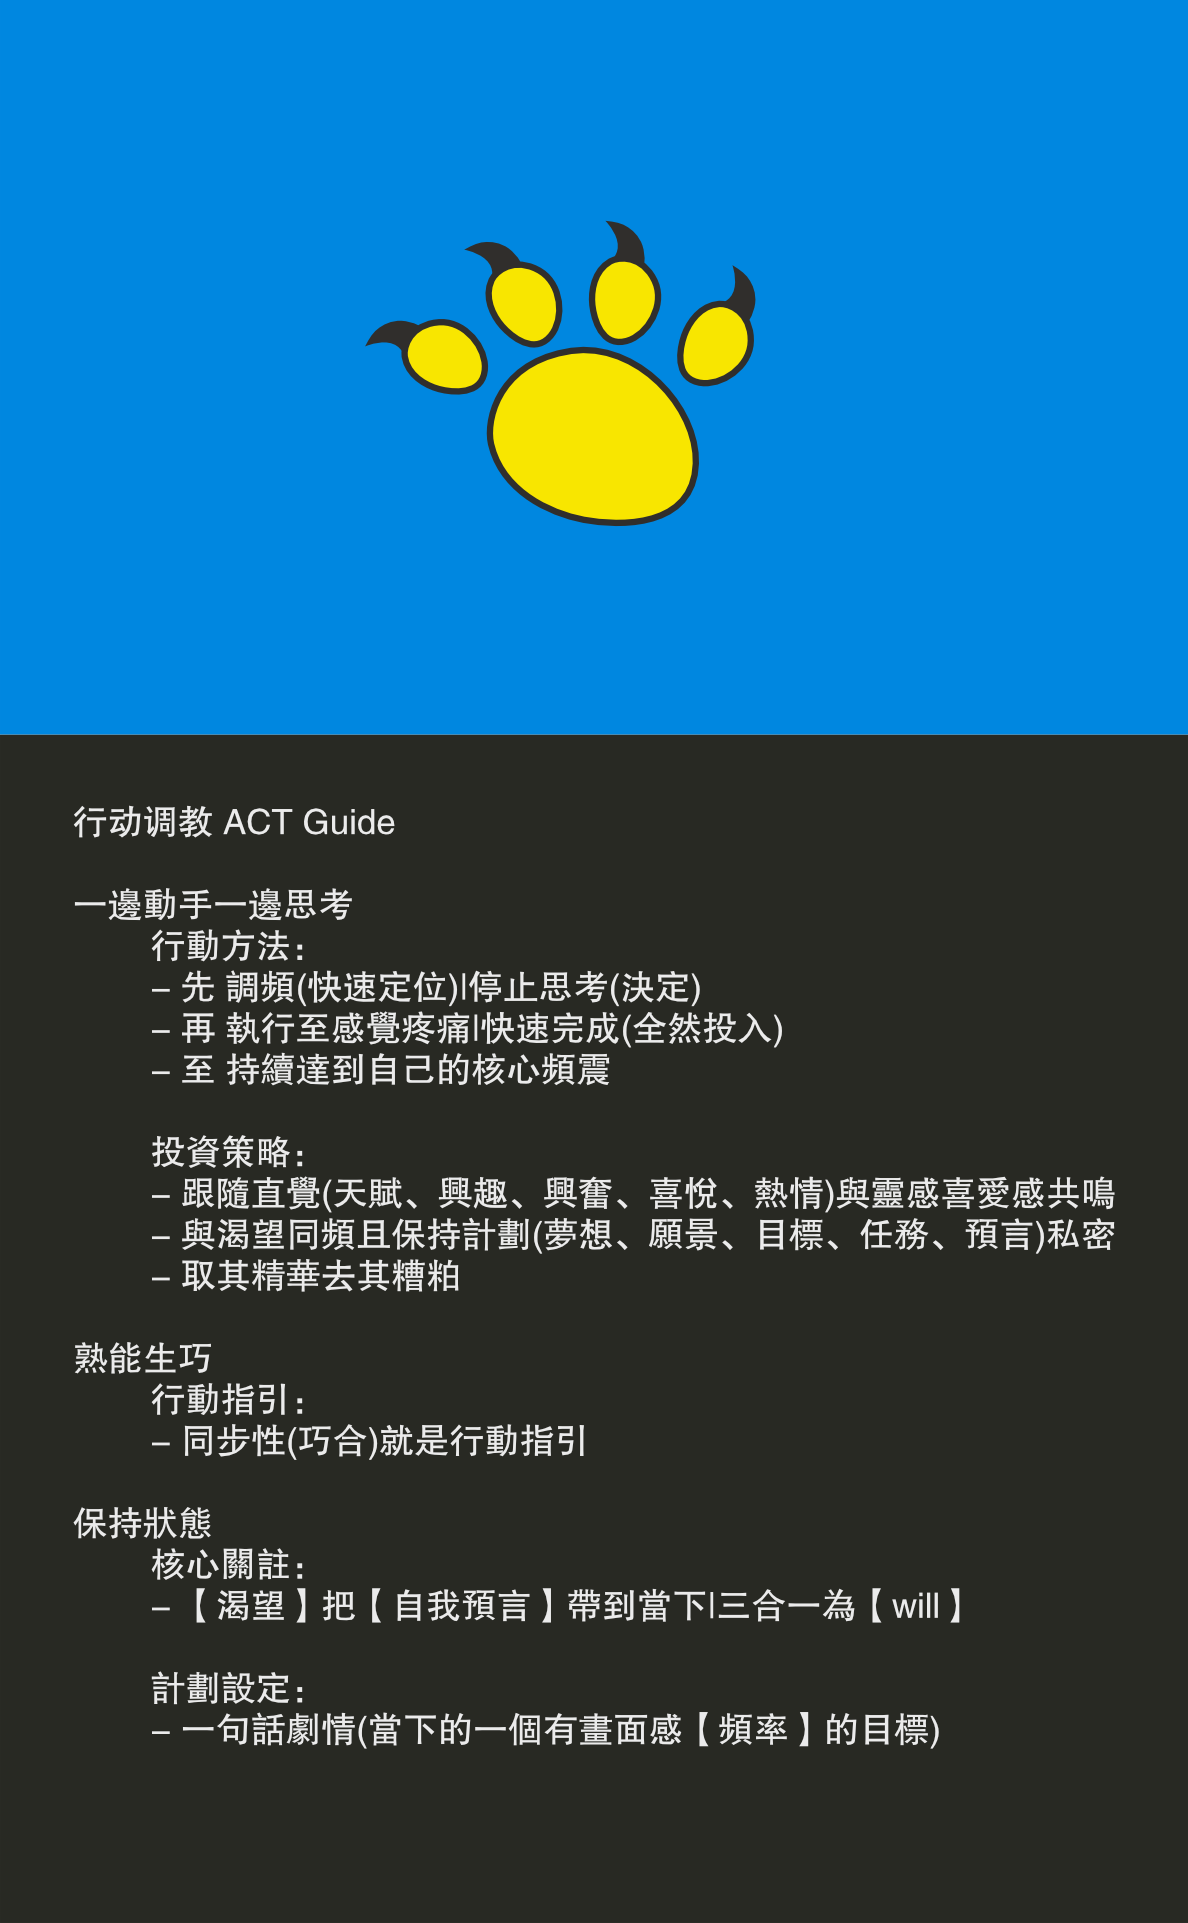 行动调教 ACT Guide
一邊動手一邊思考
行動方法：
– 先 調頻(快速定位)|停止思考(決定)
– 再 執行至感覺疼痛|快速完成(全然投入)
– 至 持續達到自己的核心頻震
投資策略：
– 跟隨直覺(天賦、興趣、興奮、喜悅、熱情)與靈感喜愛感共鳴
– 與渴望同頻且保持計劃(夢想、願景、目標、任務、預言)私密
– 取其精華去其糟粕
熟能生巧
行動指引：
– 同步性(巧合)就是行動指引
保持狀態
核心關註：
– 【渴望】把【自我預言】帶到當下|三合一為【will】
計劃設定：
– 一句話劇情(當下的一個有畫面感【頻率】的目標)